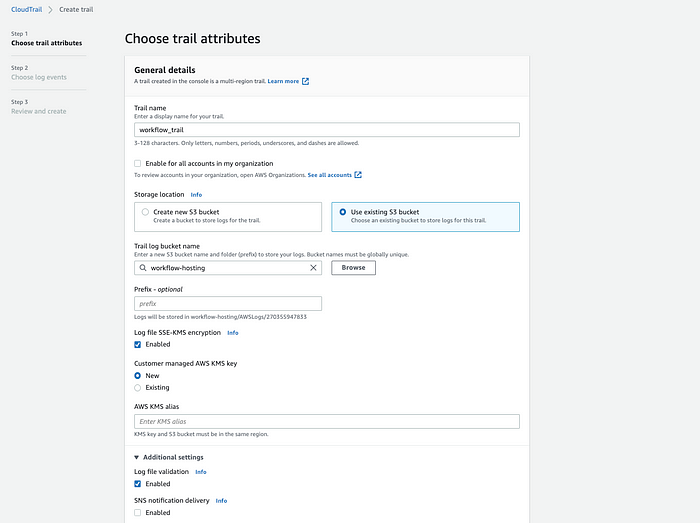 CloudTrail > Create trail
Step 1
Choose trail attributes
Step 2
Choose log events
Step 3
Review and create
Choose trail attributes
General details
A trail created in the console is a multi-region trail. Learn more
Trail name
Enter a display name for your trail.
workflow_trail
3-128 characters. Only letters, numbers, periods, underscores, and dashes are allowed.
Enable for all accounts in my organization
To review accounts in your organization, open AWS Organizations. See all accounts
Storage location Info
Create new S3 bucket
Create a bucket to store logs for the trail.
Use existing S3 bucket
Choose an existing bucket to store logs for this trail.
Trail log bucket name
Enter a new S3 bucket name and folder (prefix) to store your logs. Bucket names must be globally unique.
workflow-hosting
Browse
Prefix - optional
prefix
Logs will be stored in workflow-hosting/AWSLogs/270355947833
Log file SSE-KMS encryption Info
Enabled
Customer managed AWS KMS key
New
Existing
AWS KMS alias
Enter KMS alias
KMS key and S3 bucket must be in the same region.
Additional settings
Log file validation Info
Enabled
SNS notification delivery Info
Enabled